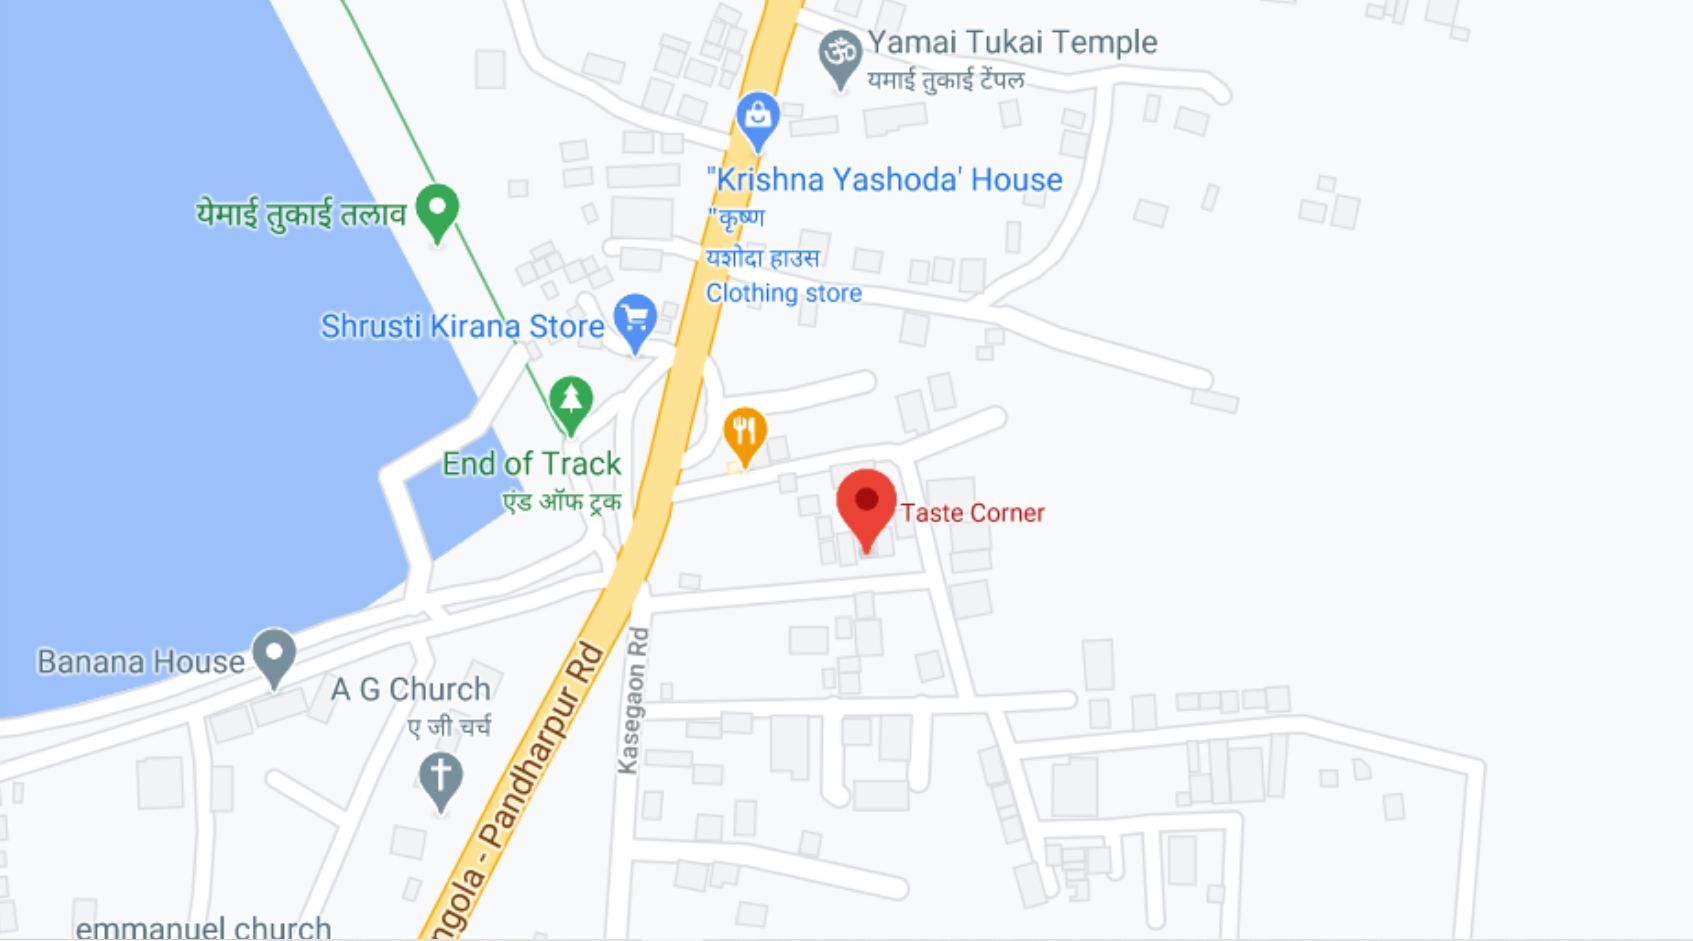 Yamai Tukai Temple
यमाई तुकाई टेंपल
"Krishna Yashoda' House
"कृष्ण
यशोदा हाउस
Clothing store
येमाई तुकाई तलाव
Shrusti Kirana Store
End of Track
एंड ऑफ ट्रक
Taste Corner
Banana House
A G Church
ए जी चर्च
Kasegaon Rd
ngola - Pandharpur Rd
emmanuel church